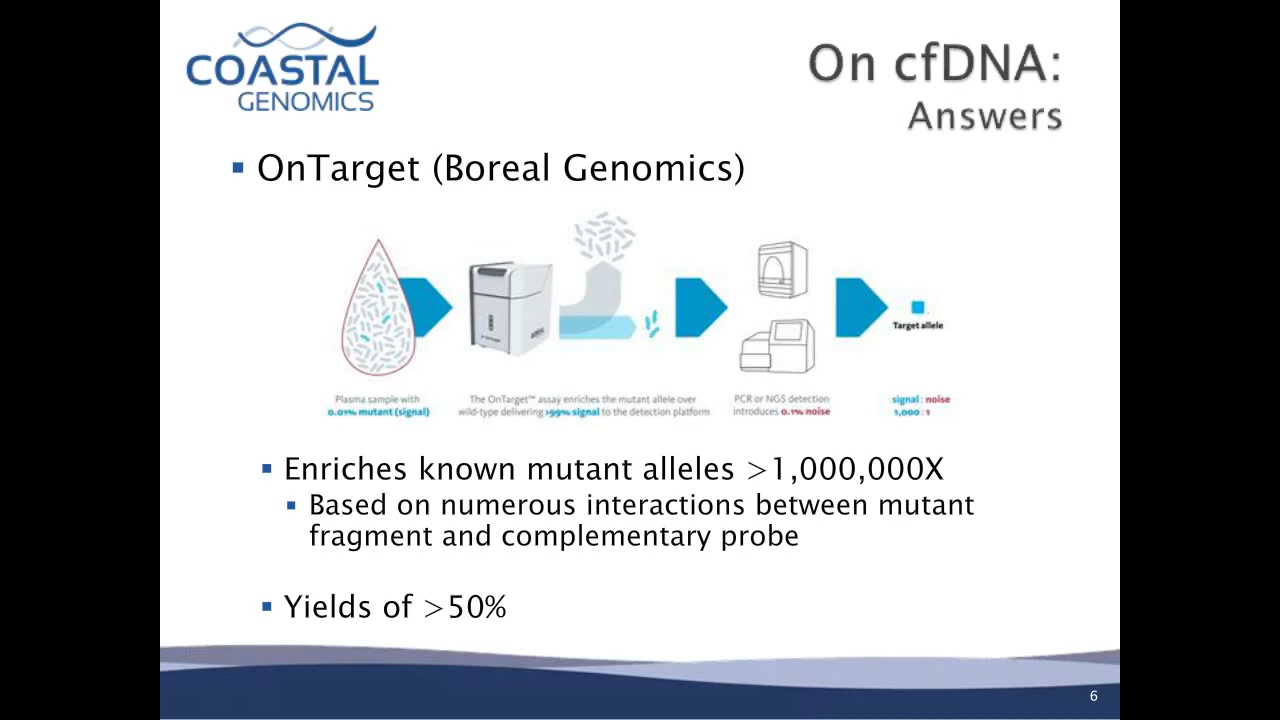 COASTAL
GENOMICS
On cfDNA:
Answers
OnTarget (Boreal Genomics)
Target allele
Plasma sample with
0.01% mutant (signal)
The OnTarget™ assay enriches the mutant allele over
wild-type delivering >99% signal to the detection platform
PCR or NGS detection
introduces 0.1% noise
signal : noise
1,000 : 1
Enriches known mutant alleles >1,000,000X
Based on numerous interactions between mutant
fragment and complementary probe
Yields of >50%
6